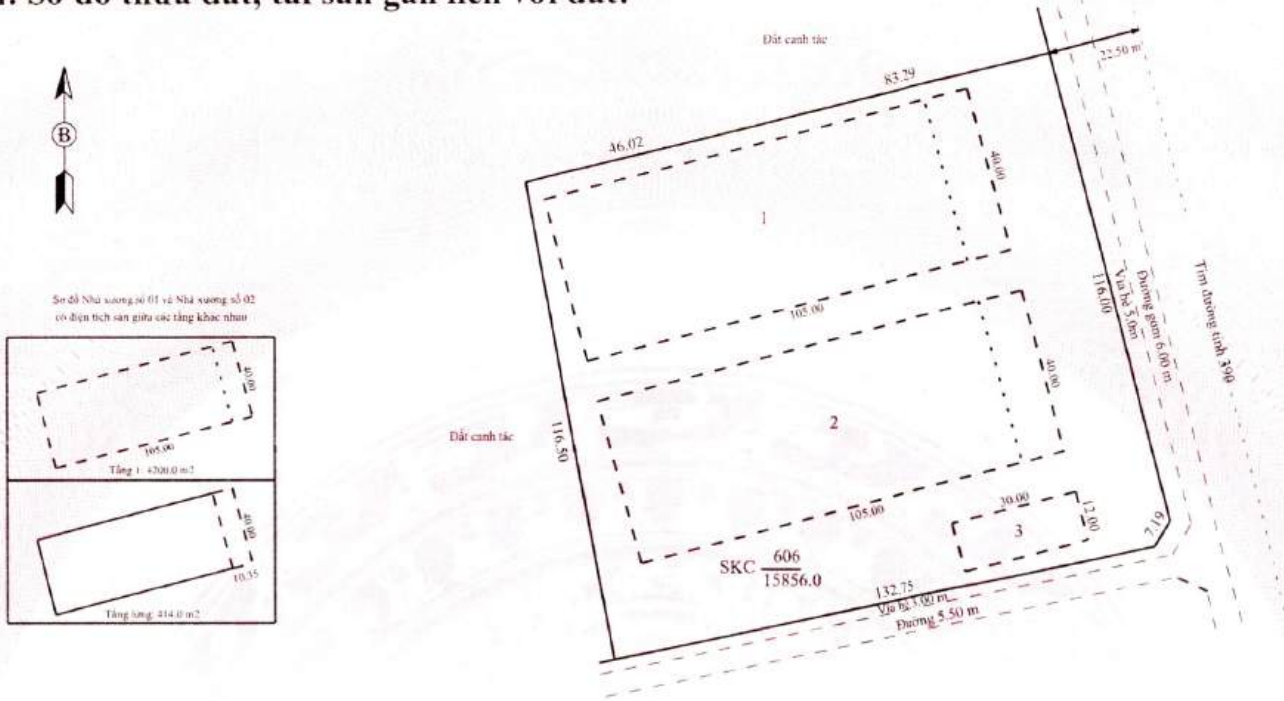 Sơ đồ thửa đất, tài sản gắn liền với đất:
Đất canh tác
22.50 m
83.29
46.02
B
40.00
1
Sơ đồ Nhà xưởng số 01 và Nhà xưởng số 02
có diện tích sàn giữa các tầng khác nhau
105.00
116.00
Vỉa hè 5.0m
Đường gom 6.00 m
Tim đường tỉnh 390
40.00
40.00
2
Đất canh tác
116.50
105.00
Tầng 1: 4200.0 m2
105.00
30.00
12.00
3
7.19
40.00
10.35
Tầng lửng: 414.0 m2
SKC 606
15856.0
132.75
Vỉa hè 3.00 m
Đường 5.50 m